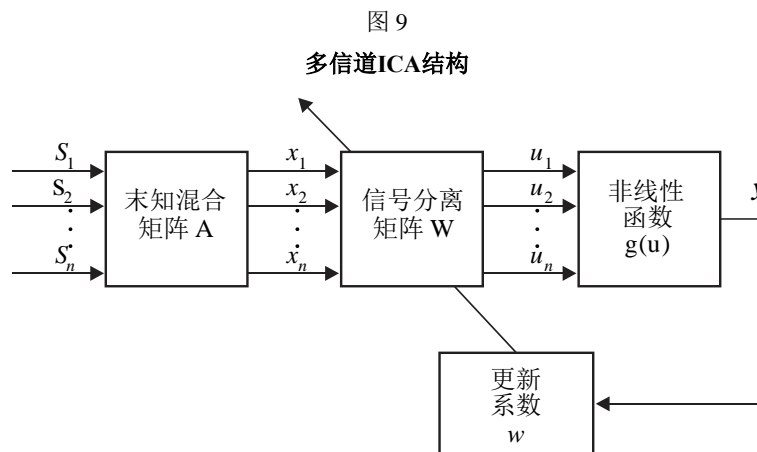 图 9
多信道ICA结构
S1
x1
u1
S2
x2
u2
y
Sn
xn
un
末知混合
矩阵 A
信号分离
矩阵 W
非线性
函数
g(u)
更新
系数
w